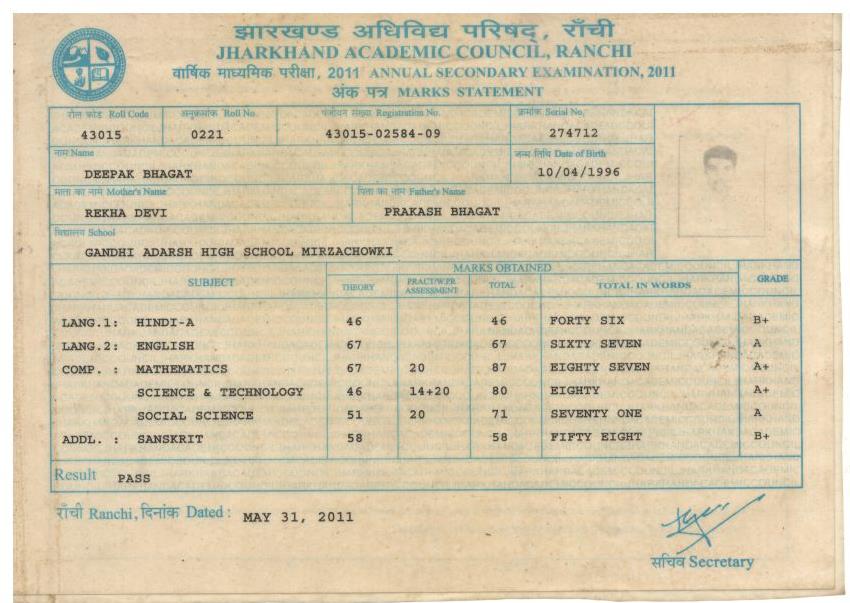 झारखण्ड अधिविद्य परिषद्, राँची
JHARKHAND ACADEMIC COUNCIL, RANCHI
वार्षिक माध्यमिक परीक्षा, 2011 ANNUAL SECONDARY EXAMINATION, 2011
अंक पत्र MARKS STATEMENT
रोल कोड Roll Code अनुक्रमांक Roll No. पंजीयन संख्या Registration No. क्रमांक Serial No.
43015 0221 43015-02584-09 274712
नाम Name जन्म तिथि Date of Birth
DEEPAK BHAGAT 10/04/1996
माता का नाम Mother's Name पिता का नाम Father's Name
REKHA DEVI PRAKASH BHAGAT
विद्यालय School
GANDHI ADARSH HIGH SCHOOL MIRZACHOWKI
SUBJECT MARKS OBTAINED GRADE
THEORY PRACT/W.PR ASSESSMENT TOTAL TOTAL IN WORDS
LANG.1: HINDI-A 46 46 FORTY SIX B+
LANG.2: ENGLISH 67 67 SIXTY SEVEN A
COMP. : MATHEMATICS 67 20 87 EIGHTY SEVEN A+
SCIENCE & TECHNOLOGY 46 14+20 80 EIGHTY A+
SOCIAL SCIENCE 51 20 71 SEVENTY ONE A
ADDL. : SANSKRIT 58 58 FIFTY EIGHT B+
Result PASS
राँची Ranchi, दिनांक Dated : MAY 31, 2011
सचिव Secretary